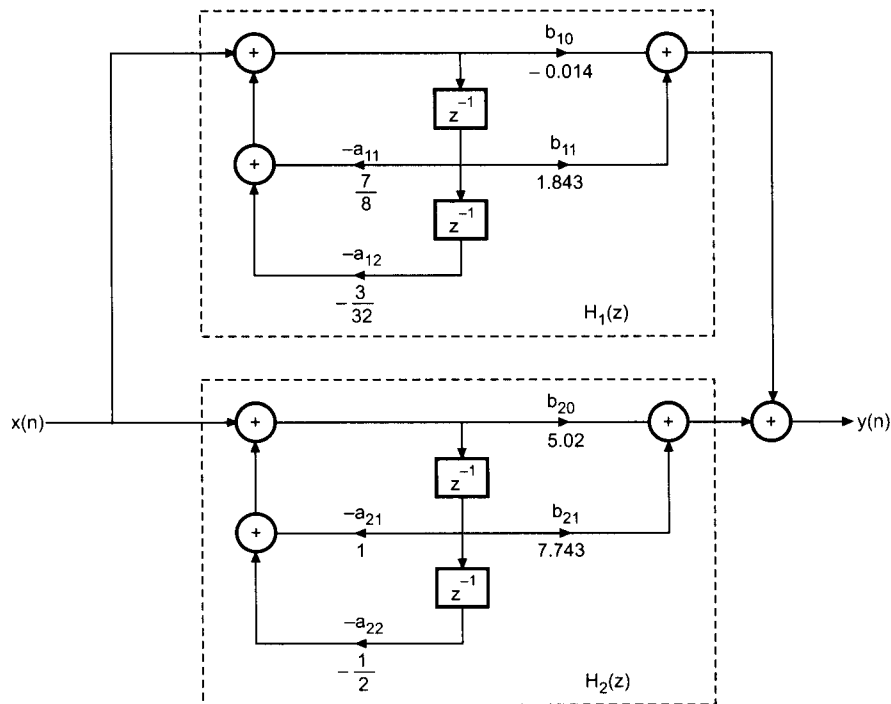 b10
+
+
– 0.014
z–1
–a11
b11
+
7
8
1.843
z–1
–a12
– 3
32
H1(z)
b20
x(n)
+
+
+
y(n)
5.02
z–1
–a21
b21
+
1
7.743
z–1
–a22
– 1
2
H2(z)